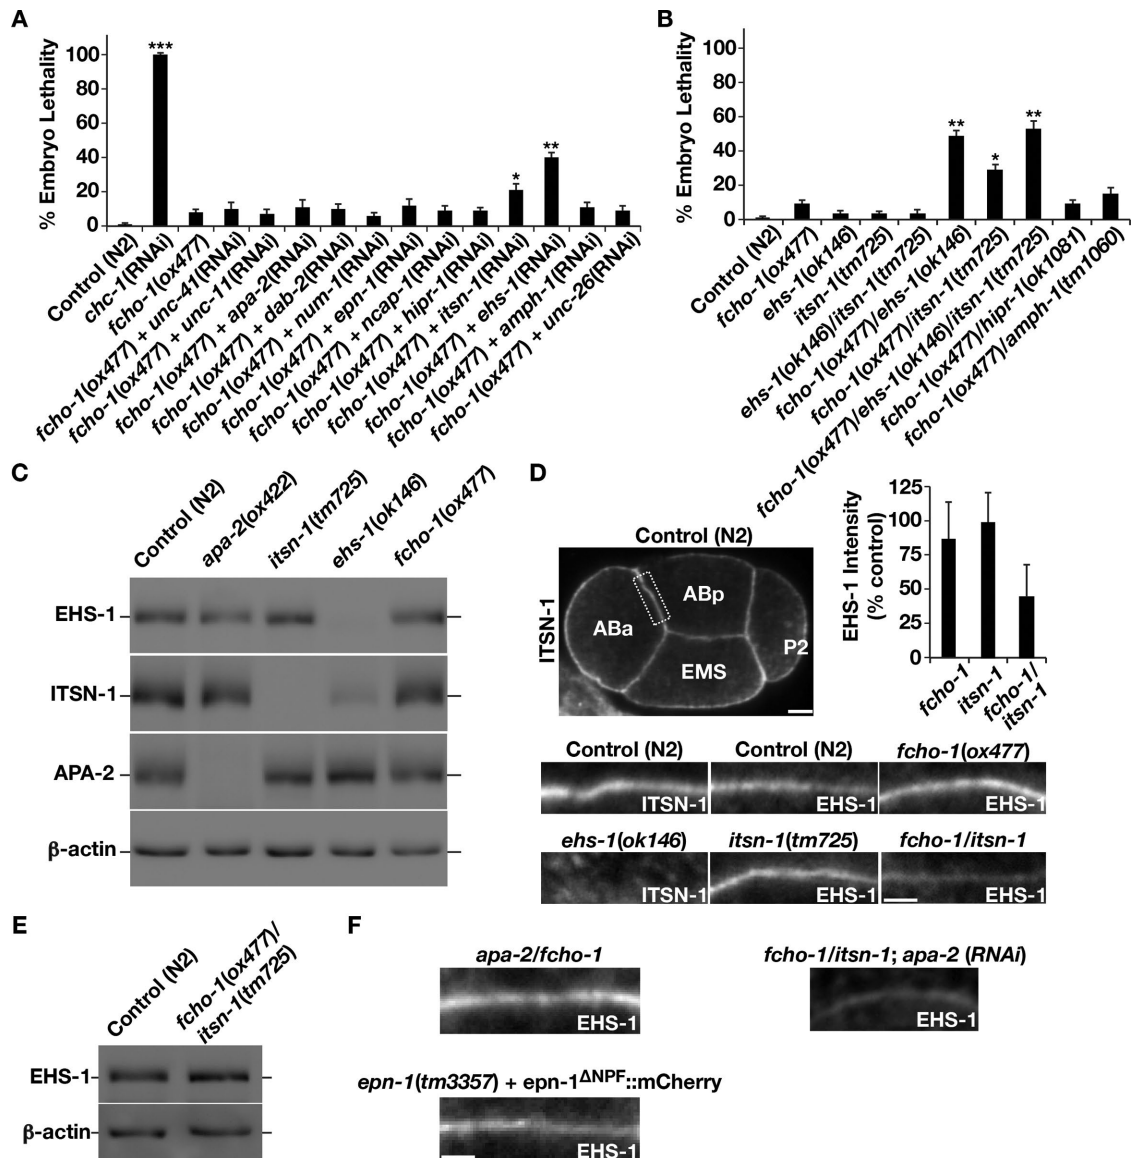 A
% Embryo Lethality
100
80
60
40
20
0
***
*
**
Control (N2)
chc-1(RNAi)
fcho-1(ox477)
fcho-1(ox477) + unc-41(RNAi)
fcho-1(ox477) + unc-11(RNAi)
fcho-1(ox477) + apa-2(RNAi)
fcho-1(ox477) + dab-2(RNAi)
fcho-1(ox477) + num-1(RNAi)
fcho-1(ox477) + epn-1(RNAi)
fcho-1(ox477) + ncap-1(RNAi)
fcho-1(ox477) + hipr-1(RNAi)
fcho-1(ox477) + itsn-1(RNAi)
fcho-1(ox477) + ehs-1(RNAi)
fcho-1(ox477) + amph-1(RNAi)
fcho-1(ox477) + unc-26(RNAi)
B
% Embryo Lethality
100
80
60
40
20
0
**
*
**
Control (N2)
fcho-1(ox477)
ehs-1(ok146)
itsn-1(tm725)
ehs-1(ok146)/itsn-1(tm725)
fcho-1(ox477)/ehs-1(ok146)
fcho-1(ox477)/itsn-1(tm725)
fcho-1(ox477)/ehs-1(ok146)/itsn-1(tm725)
fcho-1(ox477)/hipr-1(ok1081)
fcho-1(ox477)/amph-1(tm1060)
C
Control (N2)
apa-2(ox422)
itsn-1(tm725)
ehs-1(ok146)
fcho-1(ox477)
EHS-1
ITSN-1
APA-2
β-actin
D
Control (N2)
ITSN-1
ABa
ABp
EMS
P2
EHS-1 Intensity
(% control)
125
100
75
50
25
0
fcho-1
itsn-1
fcho-1/
itsn-1
Control (N2)
ITSN-1
Control (N2)
EHS-1
fcho-1(ox477)
EHS-1
ehs-1(ok146)
ITSN-1
itsn-1(tm725)
EHS-1
fcho-1/itsn-1
EHS-1
E
Control (N2)
fcho-1(ox477)/
itsn-1(tm725)
EHS-1
β-actin
F
apa-2/fcho-1
EHS-1
fcho-1/itsn-1; apa-2 (RNAi)
EHS-1
epn-1(tm3357) + epn-1ΔNPF::mCherry
EHS-1